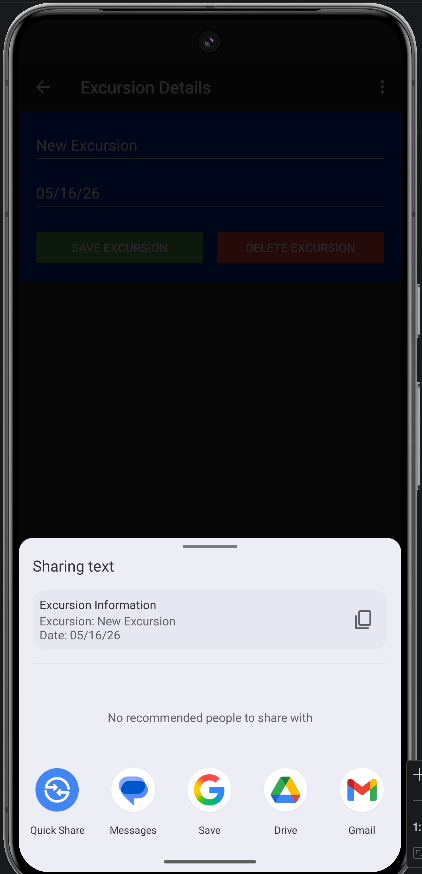 Excursion Details
New Excursion
05/16/26
SAVE EXCURSION
DELETE EXCURSION
Sharing text
Excursion Information
Excursion: New Excursion
Date: 05/16/26
No recommended people to share with
Quick Share
Messages
Save
Drive
Gmail
1: